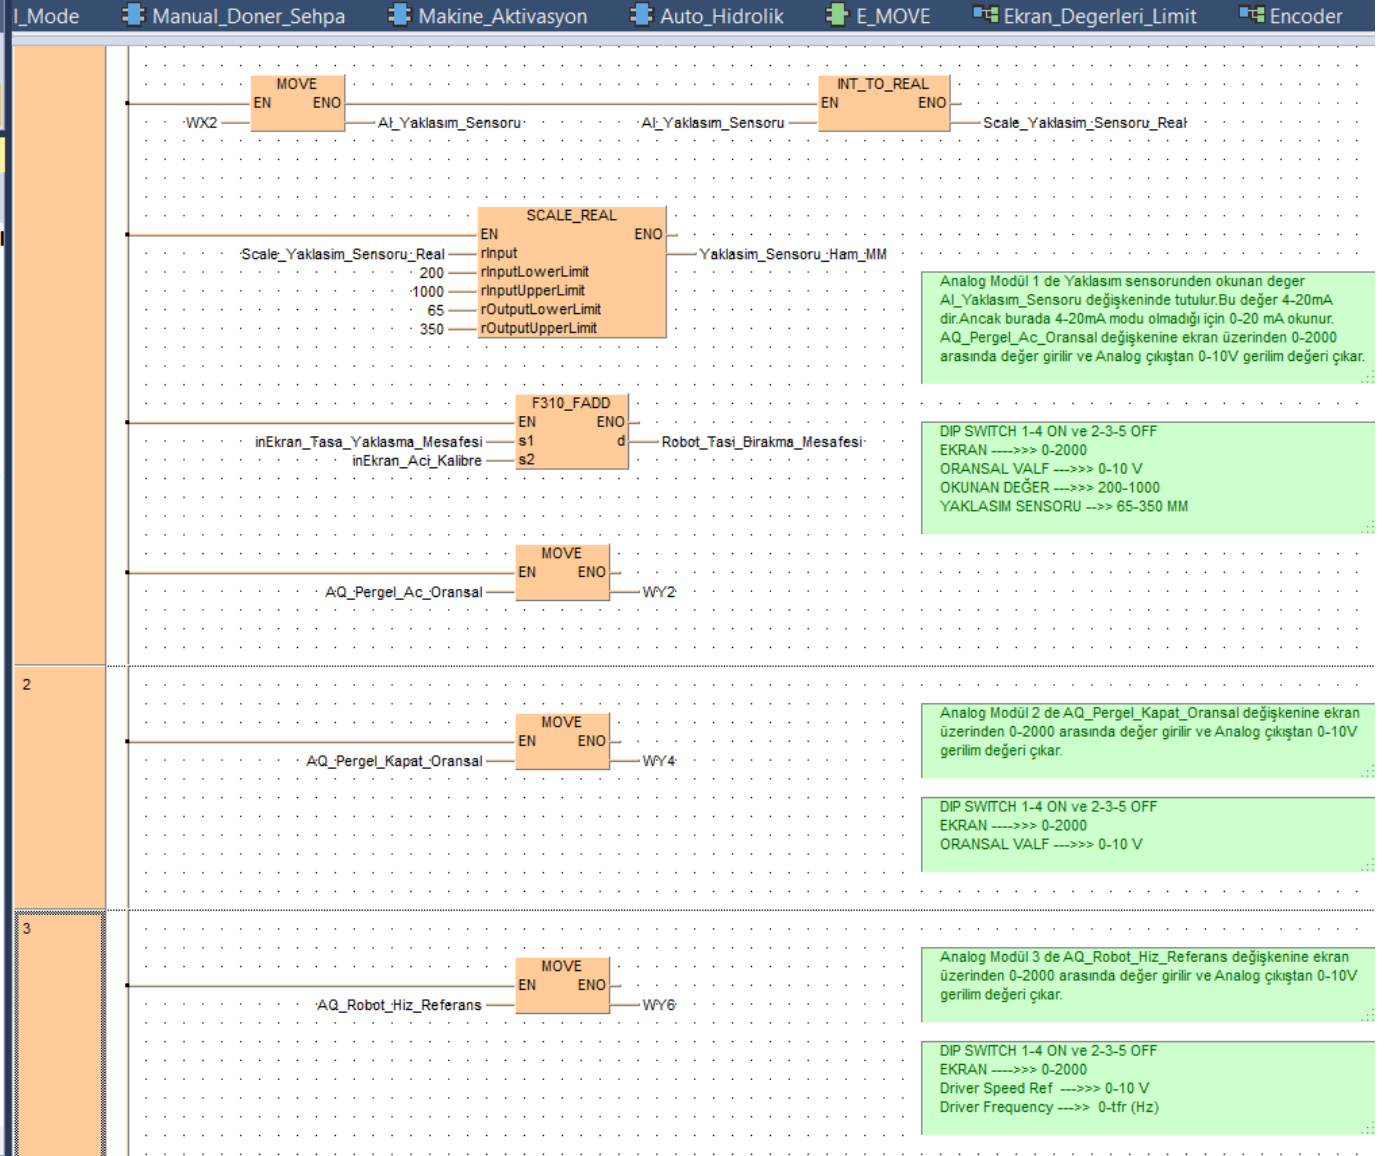 l_Mode
Manual_Doner_Sehpa
Makine_Aktivasyon
Auto_Hidrolik
E_MOVE
Ekran_Degerleri_Limit
Encoder
MOVE
EN ENO
WX2
AI_Yaklasım_Sensoru
INT_TO_REAL
EN ENO
AI_Yaklasım_Sensoru
Scale_Yaklasim_Sensoru_Real
SCALE_REAL
EN ENO
Scale_Yaklasim_Sensoru_Real rInput Yaklasim_Sensoru_Ham_MM
200 rInputLowerLimit
1000 rInputUpperLimit
65 rOutputLowerLimit
350 rOutputUpperLimit
Analog Modül 1 de Yaklasım sensorunden okunan deger
AI_Yaklasım_Sensoru değişkeninde tutulur.Bu değer 4-20mA
dir.Ancak burada 4-20mA modu olmadığı için 0-20 mA okunur.
AQ_Pergel_Ac_Oransal değişkenine ekran üzerinden 0-2000
arasında değer girilir ve Analog çıkıştan 0-10V gerilim değeri çıkar.
F310_FADD
EN ENO
inEkran_Tasa_Yaklasma_Mesafesi s1 d Robot_Tasi_Birakma_Mesafesi
inEkran_Aci_Kalibre s2
DIP SWITCH 1-4 ON ve 2-3-5 OFF
EKRAN ---->>> 0-2000
ORANSAL VALF --->>> 0-10 V
OKUNAN DEĞER --->>> 200-1000
YAKLASIM SENSORU -->> 65-350 MM
MOVE
EN ENO
AQ_Pergel_Ac_Oransal WY2
2
MOVE
EN ENO
AQ_Pergel_Kapat_Oransal WY4
Analog Modül 2 de AQ_Pergel_Kapat_Oransal değişkenine ekran
üzerinden 0-2000 arasında değer girilir ve Analog çıkıştan 0-10V
gerilim değeri çıkar.
DIP SWITCH 1-4 ON ve 2-3-5 OFF
EKRAN ---->>> 0-2000
ORANSAL VALF --->>> 0-10 V
3
MOVE
EN ENO
AQ_Robot_Hiz_Referans WY6
Analog Modül 3 de AQ_Robot_Hiz_Referans değişkenine ekran
üzerinden 0-2000 arasında değer girilir ve Analog çıkıştan 0-10V
gerilim değeri çıkar.
DIP SWITCH 1-4 ON ve 2-3-5 OFF
EKRAN ---->>> 0-2000
Driver Speed Ref --->>> 0-10 V
Driver Frequency --->> 0-tfr (Hz)